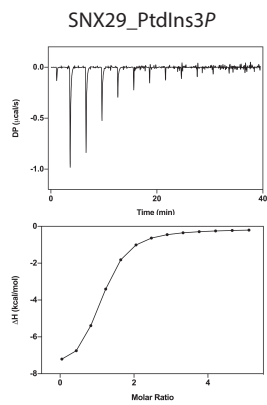 SNX29_PtdIns3P
0.0
-0.5
-1.0
DP (μcal/s)
0
20
40
Time (min)
0
-2
-4
-6
-8
ΔH (kcal/mol)
0
2
4
Molar Ratio